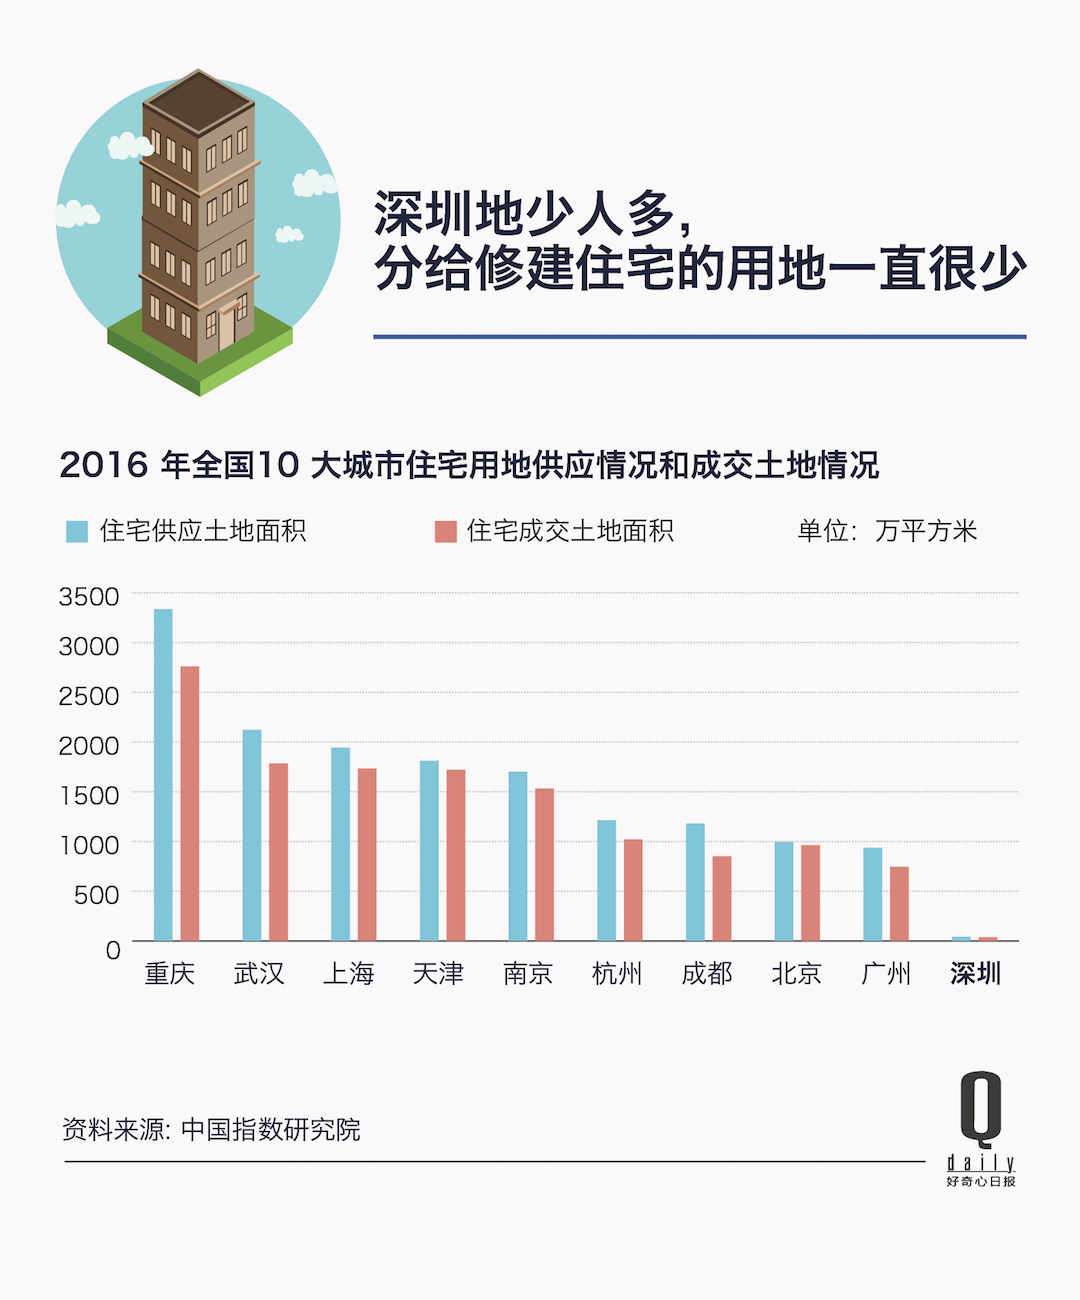 深圳地少人多,
分给修建住宅的用地一直很少
2016 年全国10 大城市住宅用地供应情况和成交土地情况
住宅供应土地面积 住宅成交土地面积 单位：万平方米
3500
3000
2500
2000
1500
1000
500
0
重庆 武汉 上海 天津 南京 杭州 成都 北京 广州 深圳
资料来源: 中国指数研究院
Q
daily
好奇心日报